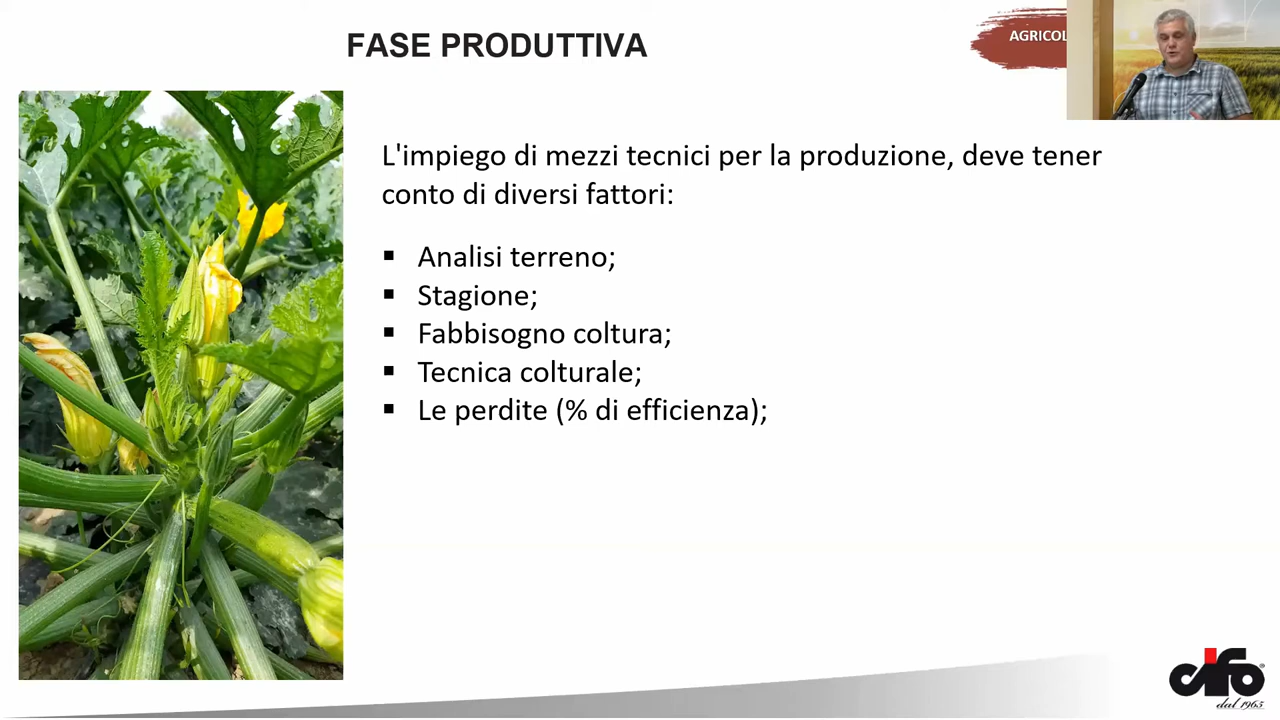 FASE PRODUTTIVA
AGRICOL
L'impiego di mezzi tecnici per la produzione, deve tener
conto di diversi fattori:
▪ Analisi terreno;
▪ Stagione;
▪ Fabbisogno coltura;
▪ Tecnica colturale;
▪ Le perdite (% di efficienza);
cifo®
dal 1965